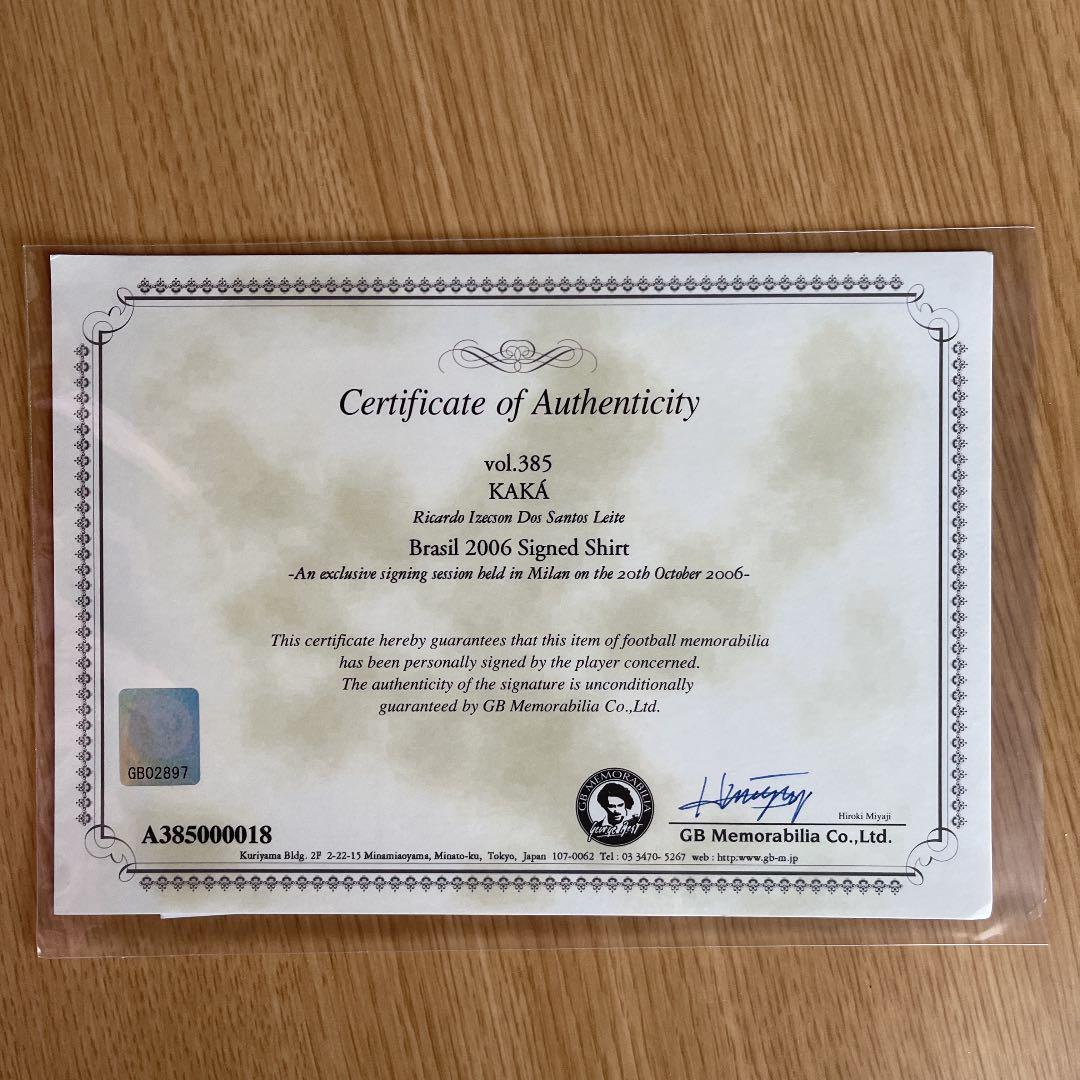 Certificate of Authenticity
vol.385
KAKÁ
Ricardo Izecson Dos Santos Leite
Brasil 2006 Signed Shirt
-An exclusive signing session held in Milan on the 20th October 2006-
This certificate hereby guarantees that this item of football memorabilia
has been personally signed by the player concerned.
The authenticity of the signature is unconditionally
guaranteed by GB Memorabilia Co.,Ltd.
GB02897
GB MEMORABILIA
George Best
Hiroki Miyaji
A385000018
GB Memorabilia Co.,Ltd.
Kuriyama Bldg. 2F 2-22-15 Minamiaoyama, Minato-ku, Tokyo, Japan 107-0062 Tel : 03 3470- 5267 web : http:www.gb-m.jp